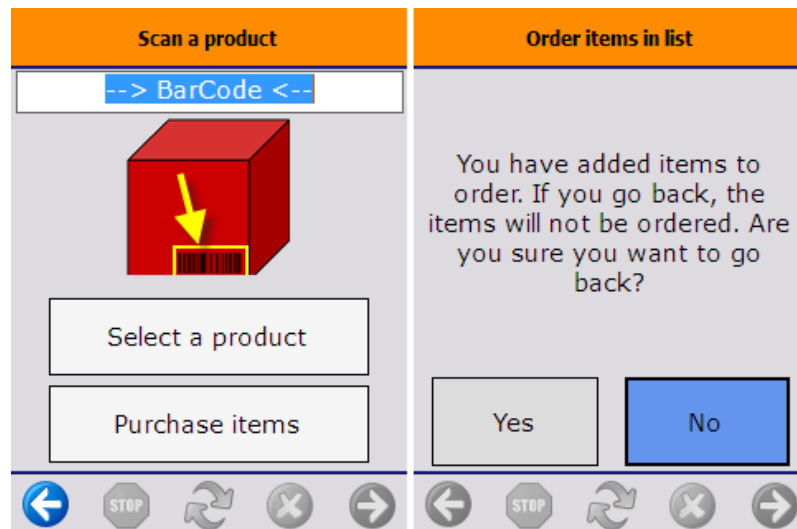 Scan a product
--> BarCode <--
Select a product
Purchase items
STOP
Order items in list
You have added items to
order. If you go back, the
items will not be ordered. Are
you sure you want to go
back?
Yes
No
STOP